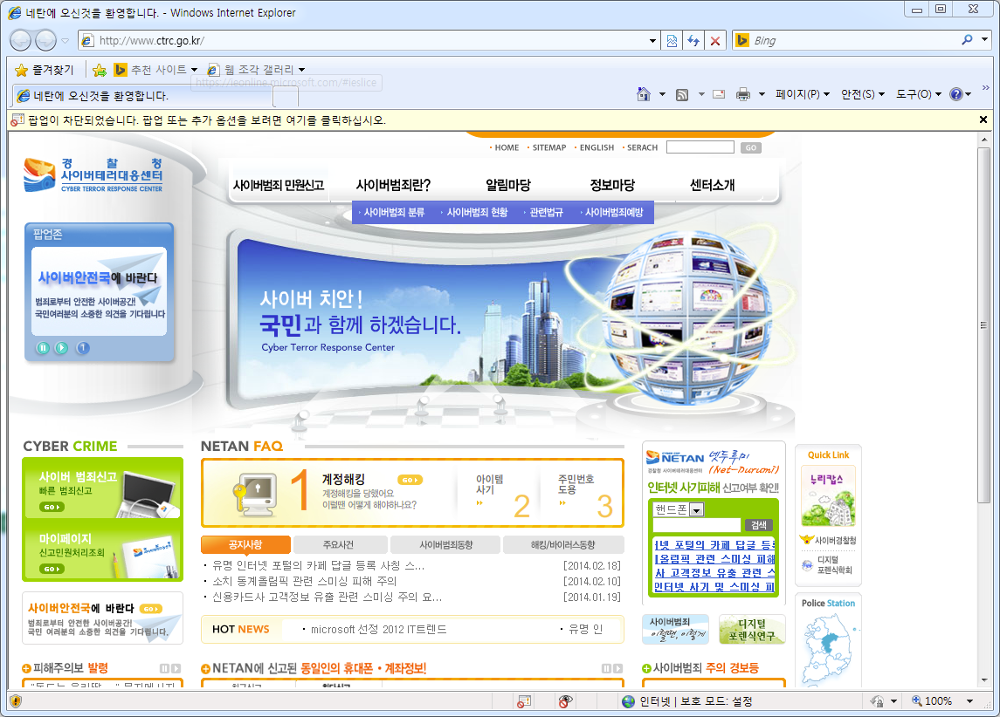 네탄에 오신것을 환영합니다. - Windows Internet Explorer
http://www.ctrc.go.kr/
Bing
즐겨찾기
추천 사이트
웹 조각 갤러리
https://ieonline.microsoft.com/#ieslice
네탄에 오신것을 환영합니다.
페이지(P)
안전(S)
도구(O)
팝업이 차단되었습니다. 팝업 또는 추가 옵션을 보려면 여기를 클릭하십시오.
HOME · SITEMAP · ENGLISH · SERACH
GO
경 찰 청
사이버테러대응센터
CYBER TERROR RESPONSE CENTER
사이버범죄 민원신고
사이버범죄란?
알림마당
정보마당
센터소개
· 사이버범죄 분류 · 사이버범죄 현황 · 관련법규 · 사이버범죄예방
팝업존
사이버안전국에 바란다
범죄로부터 안전한 사이버공간!
국민여러분의 소중한 의견을 기다립니다
1
사이버 치안!
국민과 함께 하겠습니다.
Cyber Terror Response Center
CYBER CRIME
사이버 범죄신고
빠른 범죄신고
GO
마이페이지
신고민원처리조회
GO
사이버안전국에 바란다 GO
범죄로부터 안전한 사이버공간!
국민 여러분의 소중한 의견을 기다립니다.
NETAN FAQ
1
계정해킹 GO
계정해킹을 당했어요
이럴땐 어떻게 해야하나요?
아이템
사기
2
주민번호
도용
3
공지사항
주요사건
사이버범죄동향
해킹/바이러스동향
· 유명 인터넷 포털의 카페 답글 등록 사칭 스... [2014.02.18]
· 소치 동계올림픽 관련 스미싱 피해 주의 [2014.02.10]
· 신용카드사 고객정보 유출 관련 스미싱 주의 요... [2014.01.19]
HOT NEWS
· microsoft 선정 2012 IT트렌드
· 유명 인
CYBER COP
NETAN
경찰청 사이버테러대응센터
넷두루미
(Net-Durumi)
인터넷 사기피해 신고여부 확인!
핸드폰
검색
넷 포털의 카페 답글 등록
올림픽 관련 스미싱 피해
사 고객정보 유출 관련 스
인터넷 사기 및 스미싱 피
사이버범죄
이럴땐, 이렇게
디지털
포렌식연구
Quick Link
누리캅스
사이버경찰청
디지털
포렌식학회
Police Station
피해주의보 발령
NETAN에 신고된 동일인의 휴대폰·계좌정보!
사이버범죄 주의 경보등
인터넷 | 보호 모드: 설정
100%